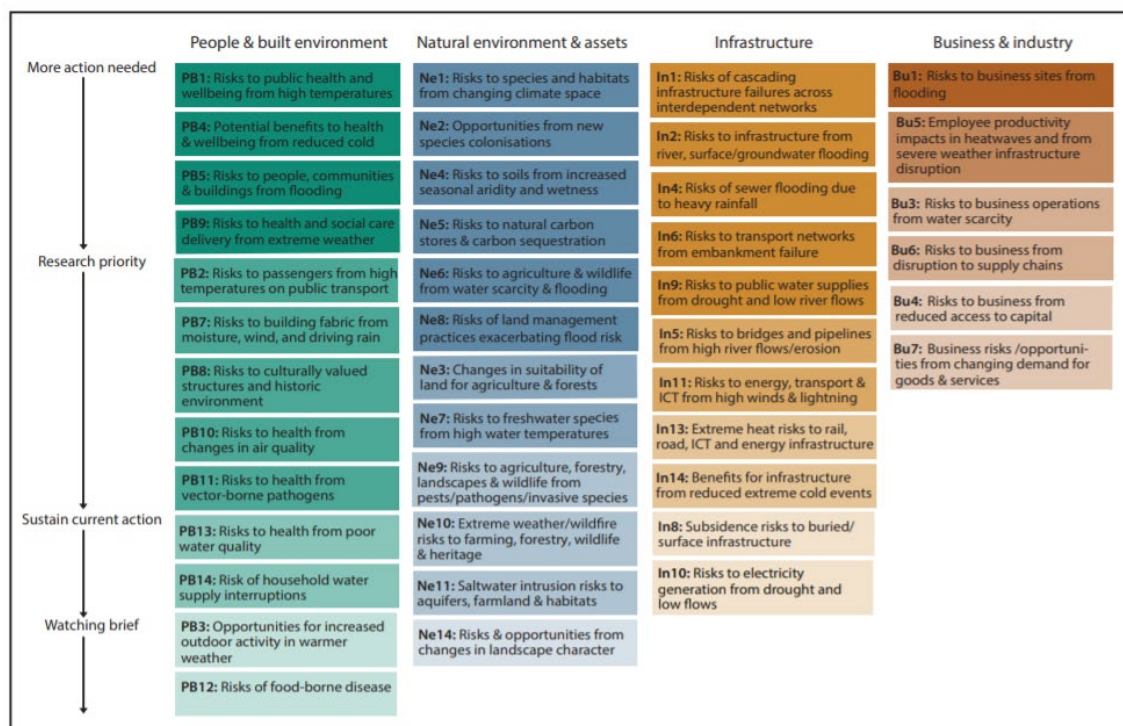 People & built environment
Natural environment & assets
Infrastructure
Business & industry
More action needed
Research priority
Sustain current action
Watching brief
PB1: Risks to public health and
wellbeing from high temperatures
PB4: Potential benefits to health
& wellbeing from reduced cold
PB5: Risks to people, communities
& buildings from flooding
PB9: Risks to health and social care
delivery from extreme weather
PB2: Risks to passengers from high
temperatures on public transport
PB7: Risks to building fabric from
moisture, wind, and driving rain
PB8: Risks to culturally valued
structures and historic
environment
PB10: Risks to health from
changes in air quality
PB11: Risks to health from
vector-borne pathogens
PB13: Risks to health from poor
water quality
PB14: Risk of household water
supply interruptions
PB3: Opportunities for increased
outdoor activity in warmer
weather
PB12: Risks of food-borne disease
Ne1: Risks to species and habitats
from changing climate space
Ne2: Opportunities from new
species colonisations
Ne4: Risks to soils from increased
seasonal aridity and wetness
Ne5: Risks to natural carbon
stores & carbon sequestration
Ne6: Risks to agriculture & wildlife
from water scarcity & flooding
Ne8: Risks of land management
practices exacerbating flood risk
Ne3: Changes in suitability of
land for agriculture & forests
Ne7: Risks to freshwater species
from high water temperatures
Ne9: Risks to agriculture, forestry,
landscapes & wildlife from
pests/pathogens/invasive species
Ne10: Extreme weather/wildfire
risks to farming, forestry, wildlife
& heritage
Ne11: Saltwater intrusion risks to
aquifers, farmland & habitats
Ne14: Risks & opportunities from
changes in landscape character
In1: Risks of cascading
infrastructure failures across
interdependent networks
In2: Risks to infrastructure from
river, surface/groundwater flooding
In4: Risks of sewer flooding due
to heavy rainfall
In6: Risks to transport networks
from embankment failure
In9: Risks to public water supplies
from drought and low river flows
In5: Risks to bridges and pipelines
from high river flows/erosion
In11: Risks to energy, transport &
ICT from high winds & lightning
In13: Extreme heat risks to rail,
road, ICT and energy infrastructure
In14: Benefits for infrastructure
from reduced extreme cold events
In8: Subsidence risks to buried/
surface infrastructure
In10: Risks to electricity
generation from drought and
low flows
Bu1: Risks to business sites from
flooding
Bu5: Employee productivity
impacts in heatwaves and from
severe weather infrastructure
disruption
Bu3: Risks to business operations
from water scarcity
Bu6: Risks to business from
disruption to supply chains
Bu4: Risks to business from
reduced access to capital
Bu7: Business risks /opportuni-
ties from changing demand for
goods & services